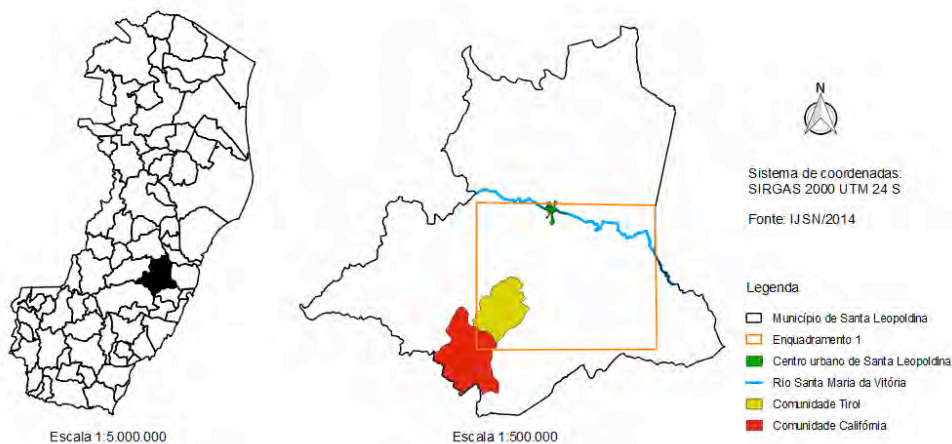 N
Sistema de coordenadas:
SIRGAS 2000 UTM 24 S
Fonte: IJSN/2014
Legenda
Município de Santa Leopoldina
Enquadramento 1
Centro urbano de Santa Leopoldina
Rio Santa Maria da Vitória
Comunidade Tirol
Comunidade Califórnia
Escala 1:5.000.000
Escala 1:500.000